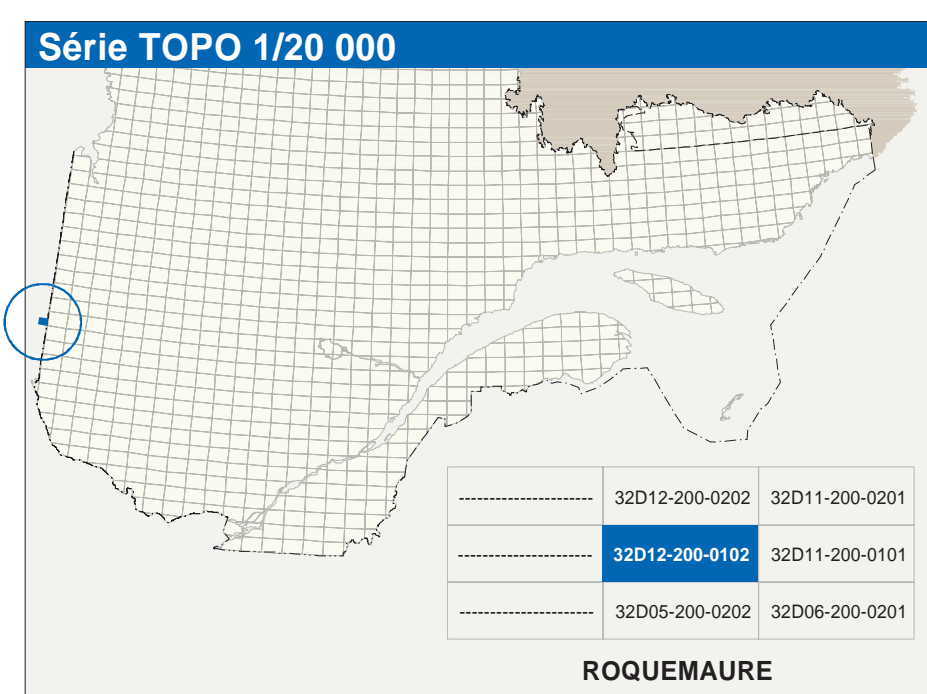 Série TOPO 1/20 000
--------------------- 32D12-200-0202 32D11-200-0201
--------------------- 32D12-200-0102 32D11-200-0101
--------------------- 32D05-200-0202 32D06-200-0201
ROQUEMAURE